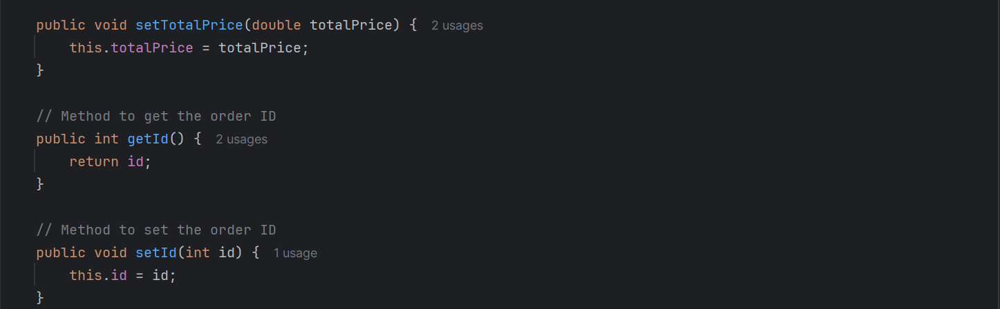 public void setTotalPrice(double totalPrice) { 2 usages
this.totalPrice = totalPrice;
}
// Method to get the order ID
public int getId() { 2 usages
return id;
}
// Method to set the order ID
public void setId(int id) { 1 usage
this.id = id;
}